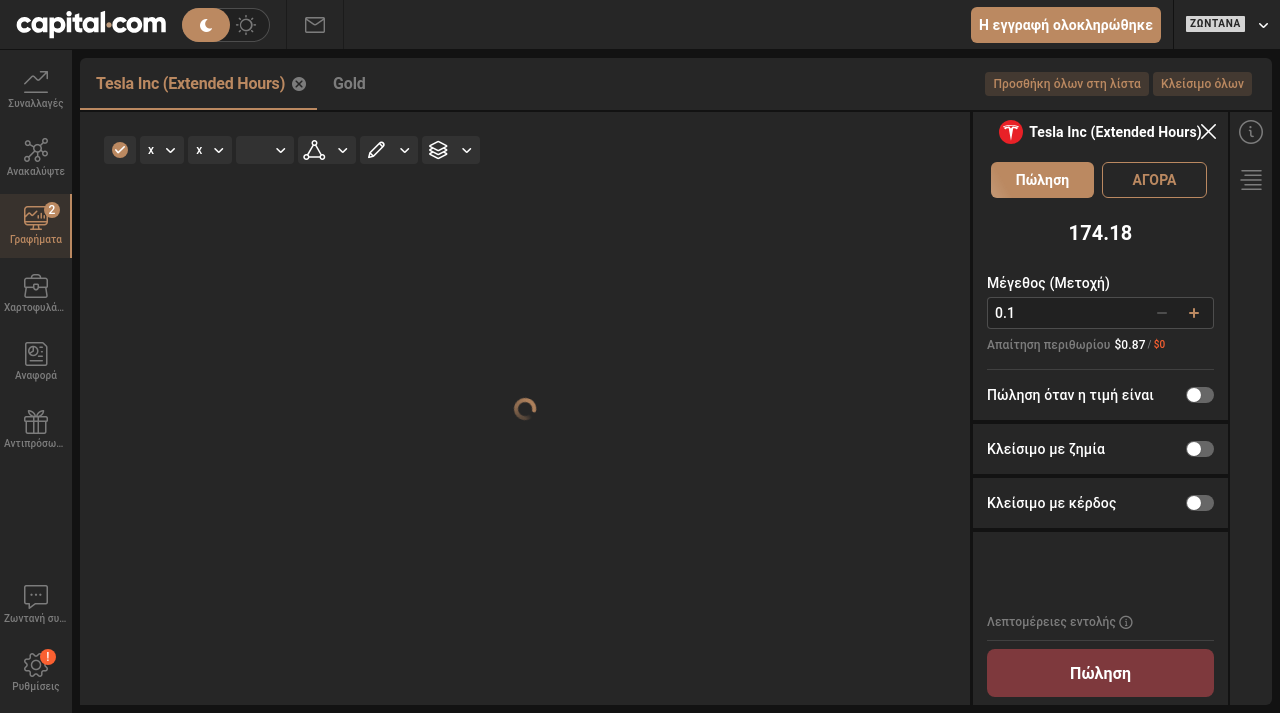 capital.com
Η εγγραφή ολοκληρώθηκε
ΖΩΝΤΑΝΆ
Συναλλαγές
Ανακαλύψτε
2
Γραφήματα
Χαρτοφυλά...
Αναφορά
Αντιπρόσω...
Ζωντανή συ...
!
Ρυθμίσεις
Tesla Inc (Extended Hours)
Gold
Προσθήκη όλων στη λίστα
Κλείσιμο όλων
x
x
Tesla Inc (Extended Hours)
Πώληση
ΑΓΟΡΑ
174.18
Μέγεθος (Μετοχή)
0.1
Απαίτηση περιθωρίου $0.87 / $0
Πώληση όταν η τιμή είναι
Κλείσιμο με ζημία
Κλείσιμο με κέρδος
Λεπτομέρειες εντολής
Πώληση